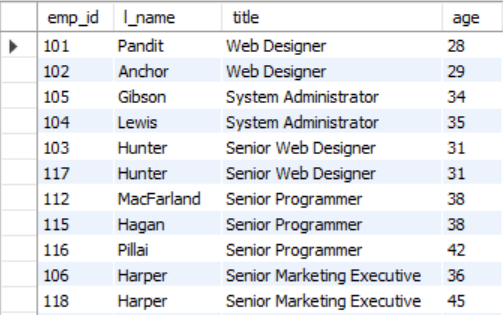 emp_id l_name title age
101 Pandit Web Designer 28
102 Anchor Web Designer 29
105 Gibson System Administrator 34
104 Lewis System Administrator 35
103 Hunter Senior Web Designer 31
117 Hunter Senior Web Designer 31
112 MacFarland Senior Programmer 38
115 Hagan Senior Programmer 38
116 Pillai Senior Programmer 42
106 Harper Senior Marketing Executive 36
118 Harper Senior Marketing Executive 45